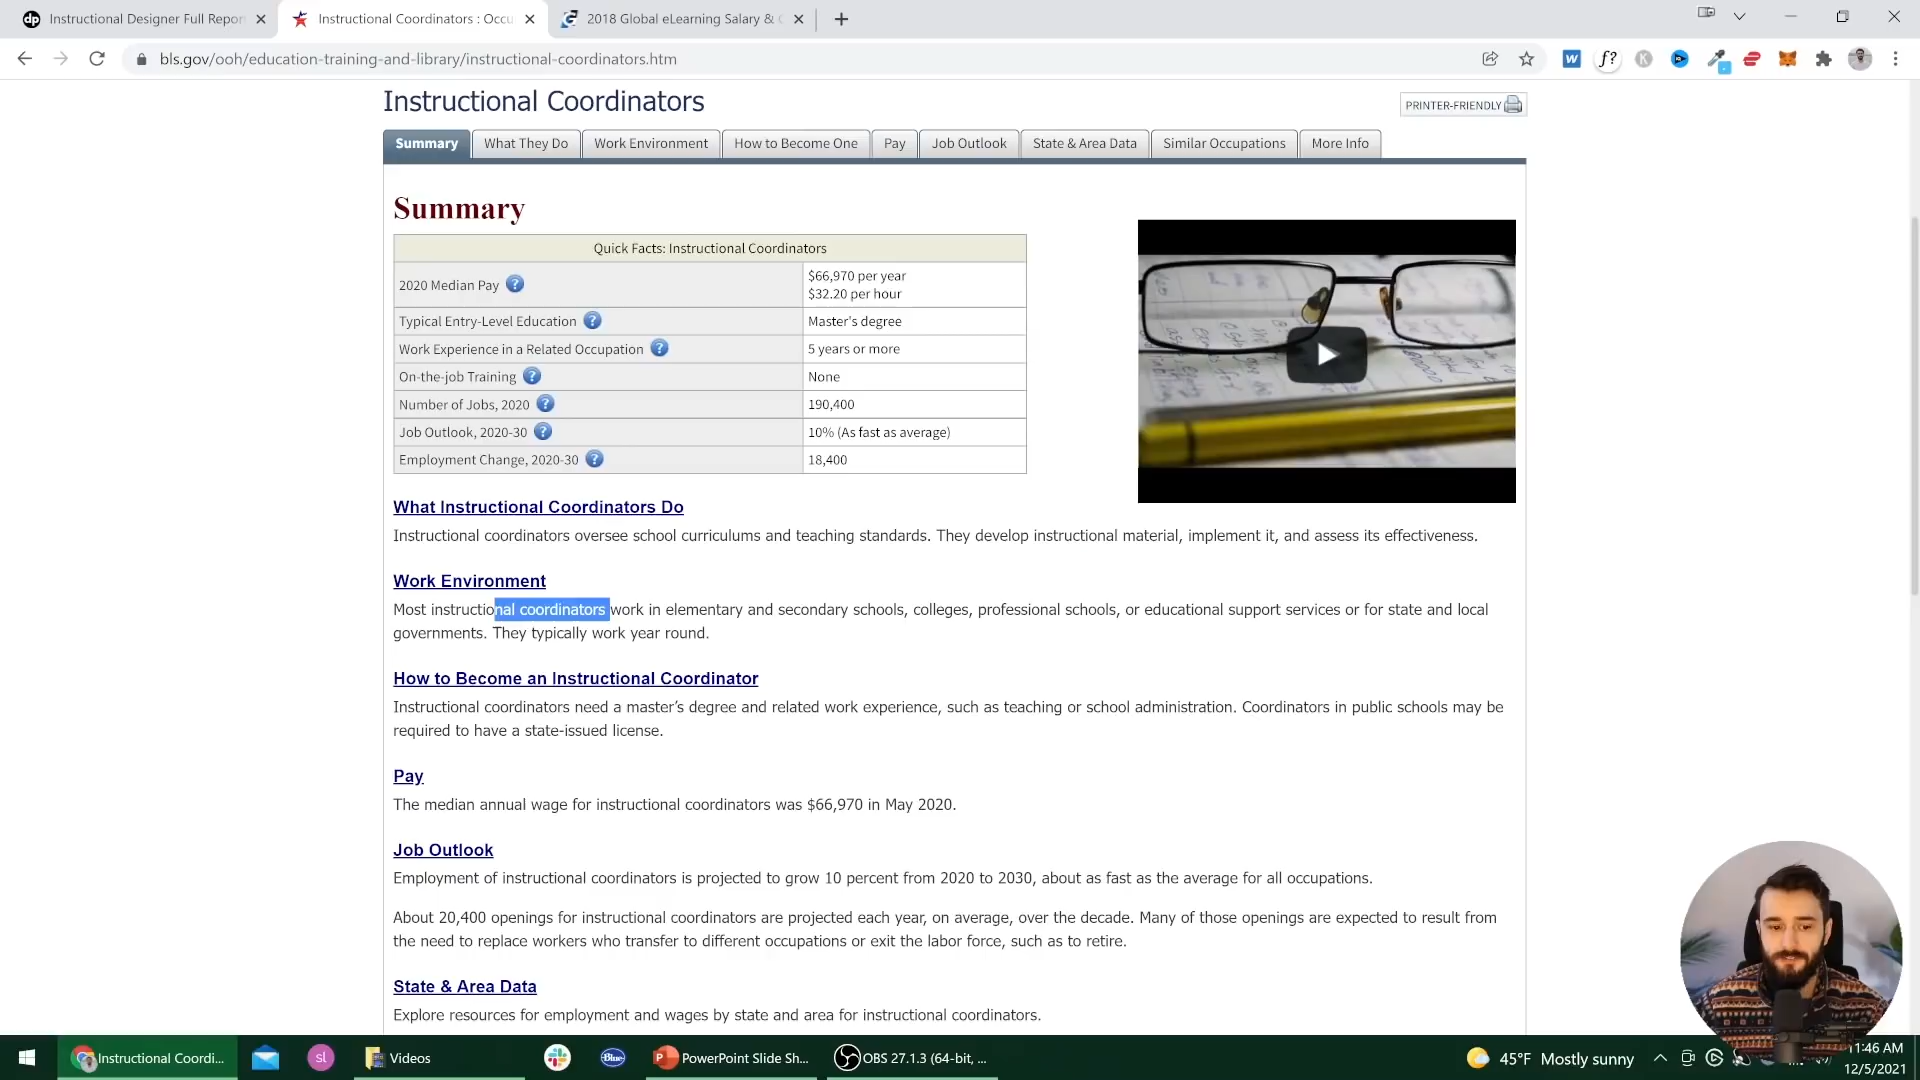 Instructional Designer Full Repor
Instructional Coordinators : Occu
2018 Global eLearning Salary &
bls.gov/ooh/education-training-and-library/instructional-coordinators.htm
Instructional Coordinators
PRINTER-FRIENDLY
Summary
What They Do
Work Environment
How to Become One
Pay
Job Outlook
State & Area Data
Similar Occupations
More Info
Summary
Quick Facts: Instructional Coordinators
2020 Median Pay
$66,970 per year
$32.20 per hour
Typical Entry-Level Education
Master's degree
Work Experience in a Related Occupation
5 years or more
On-the-job Training
None
Number of Jobs, 2020
190,400
Job Outlook, 2020-30
10% (As fast as average)
Employment Change, 2020-30
18,400
What Instructional Coordinators Do
Instructional coordinators oversee school curriculums and teaching standards. They develop instructional material, implement it, and assess its effectiveness.
Work Environment
Most instructional coordinators work in elementary and secondary schools, colleges, professional schools, or educational support services or for state and local
governments. They typically work year round.
How to Become an Instructional Coordinator
Instructional coordinators need a master's degree and related work experience, such as teaching or school administration. Coordinators in public schools may be
required to have a state-issued license.
Pay
The median annual wage for instructional coordinators was $66,970 in May 2020.
Job Outlook
Employment of instructional coordinators is projected to grow 10 percent from 2020 to 2030, about as fast as the average for all occupations.
About 20,400 openings for instructional coordinators are projected each year, on average, over the decade. Many of those openings are expected to result from
the need to replace workers who transfer to different occupations or exit the labor force, such as to retire.
State & Area Data
Explore resources for employment and wages by state and area for instructional coordinators.
Instructional Coordi...
sl
Videos
Blue
PowerPoint Slide Sh...
OBS 27.1.3 (64-bit, ...
45°F Mostly sunny
11:46 AM
12/5/2021